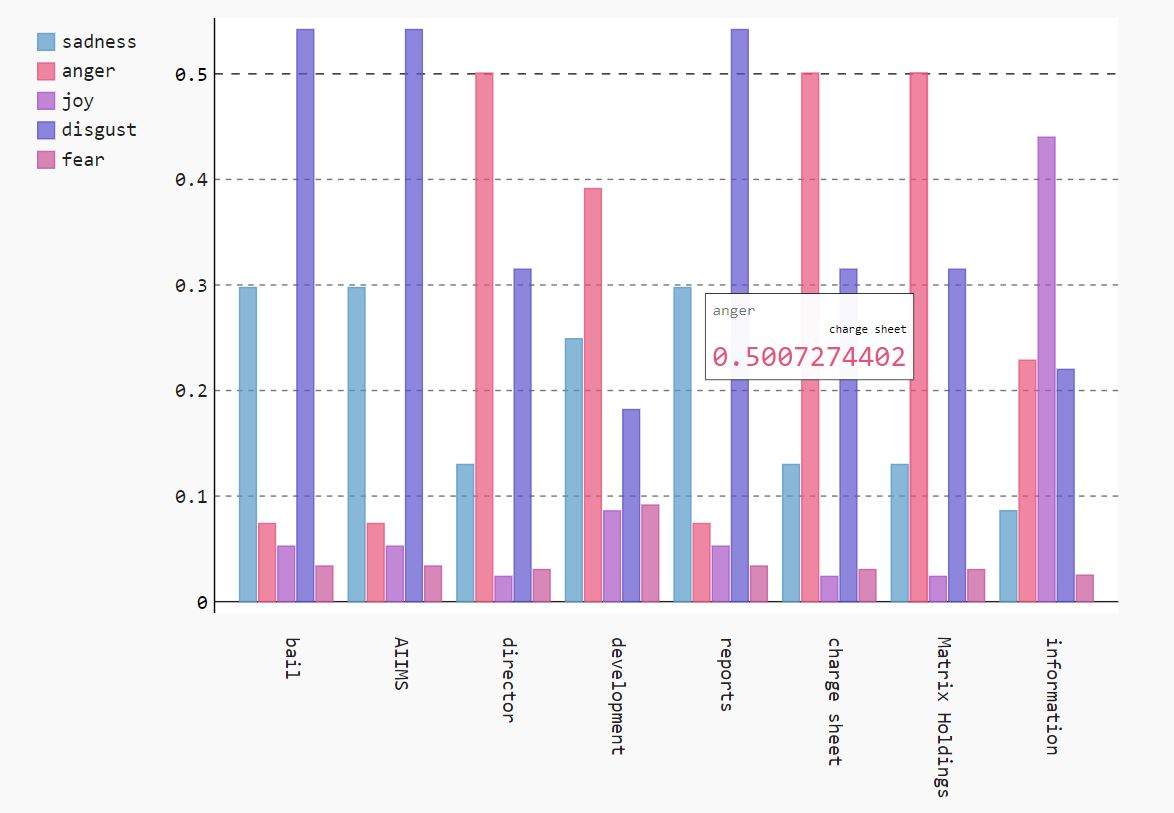 sadness
anger
joy
disgust
fear
0.5
0.4
0.3
0.2
0.1
0
anger
charge sheet
0.5007274402
bail
AIIMS
director
development
reports
charge sheet
Matrix Holdings
information